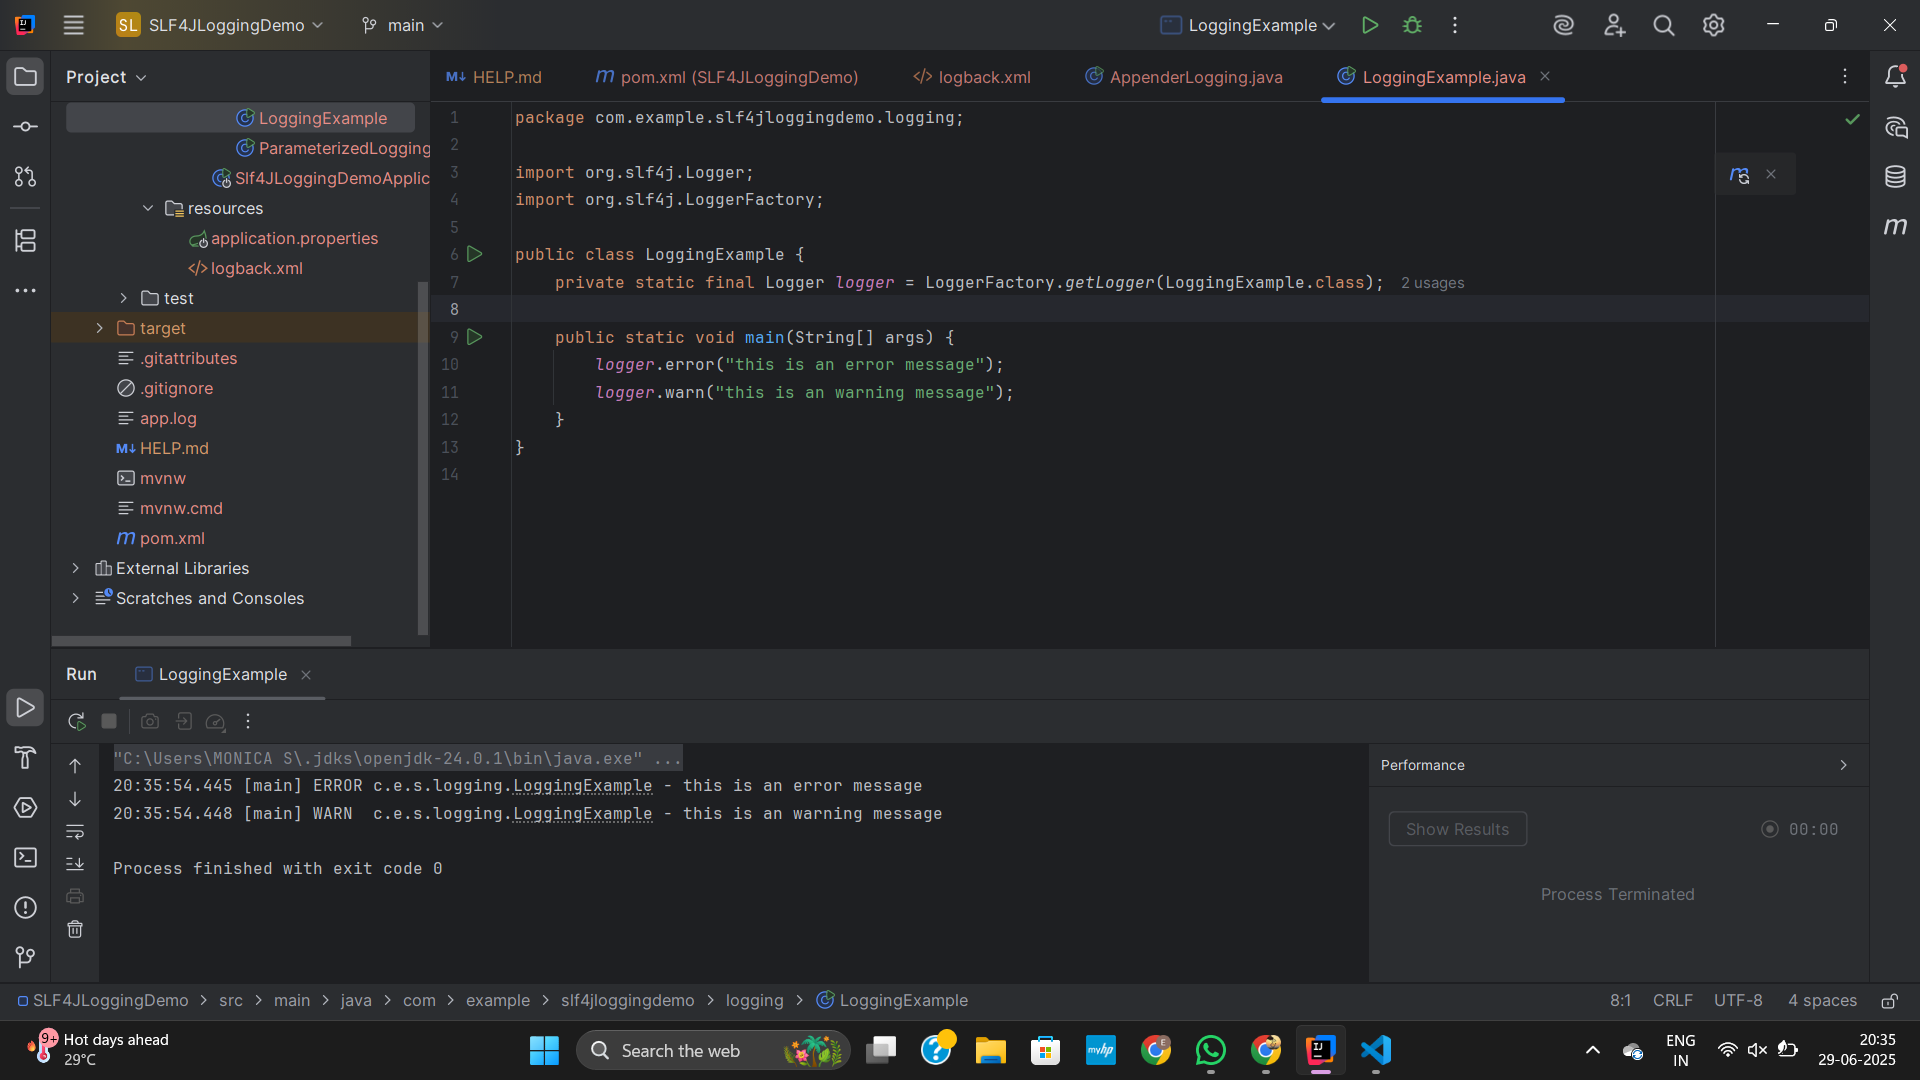 SL SLF4JLoggingDemo main LoggingExample
Project
HELP.md pom.xml (SLF4JLoggingDemo) logback.xml AppenderLogging.java LoggingExample.java
LoggingExample
ParameterizedLogging
Slf4JLoggingDemoApplic
resources
application.properties
logback.xml
test
target
.gitattributes
.gitignore
app.log
HELP.md
mvnw
mvnw.cmd
pom.xml
External Libraries
Scratches and Consoles
1 package com.example.slf4jloggingdemo.logging;
2
3 import org.slf4j.Logger;
4 import org.slf4j.LoggerFactory;
5
6 public class LoggingExample {
7 private static final Logger logger = LoggerFactory.getLogger(LoggingExample.class); 2 usages
8
9 public static void main(String[] args) {
10 logger.error("this is an error message");
11 logger.warn("this is an warning message");
12 }
13 }
14
Run LoggingExample
"C:\Users\MONICA S\.jdks\openjdk-24.0.1\bin\java.exe" ...
20:35:54.445 [main] ERROR c.e.s.logging.LoggingExample - this is an error message
20:35:54.448 [main] WARN  c.e.s.logging.LoggingExample - this is an warning message
Process finished with exit code 0
Performance
Show Results 00:00
Process Terminated
SLF4JLoggingDemo > src > main > java > com > example > slf4jloggingdemo > logging > LoggingExample 8:1 CRLF UTF-8 4 spaces
9+ Hot days ahead
29°C
Search the web
myhp
ENG
IN
20:35
29-06-2025